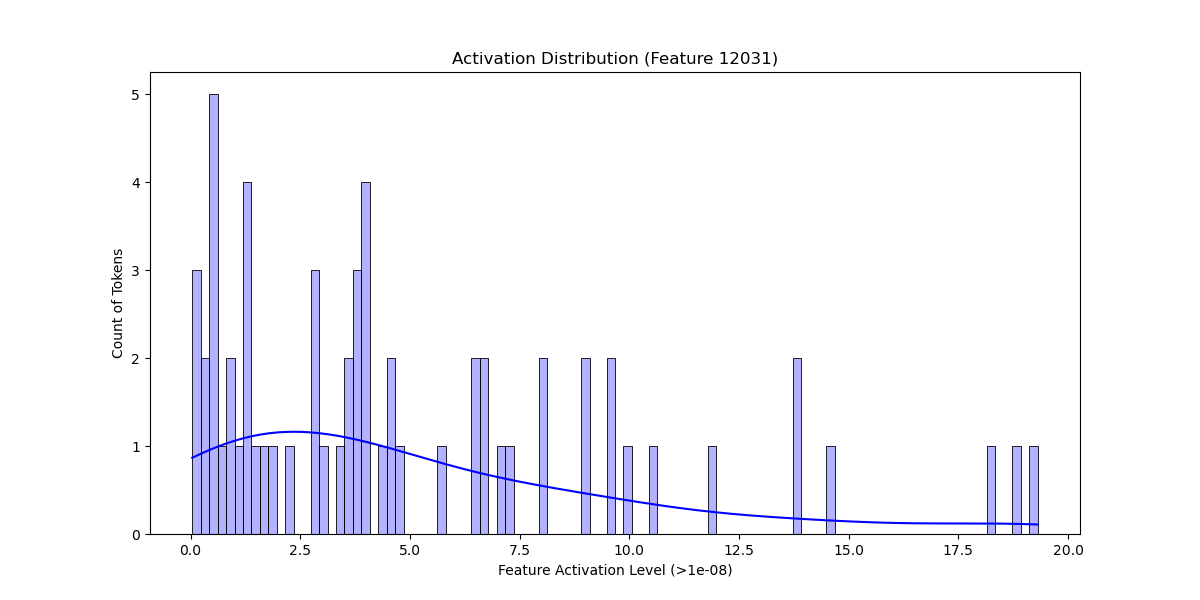 Activation Distribution (Feature 12031)
Count of Tokens
5
4
3
2
1
0
0.0 2.5 5.0 7.5 10.0 12.5 15.0 17.5 20.0
Feature Activation Level (>1e-08)